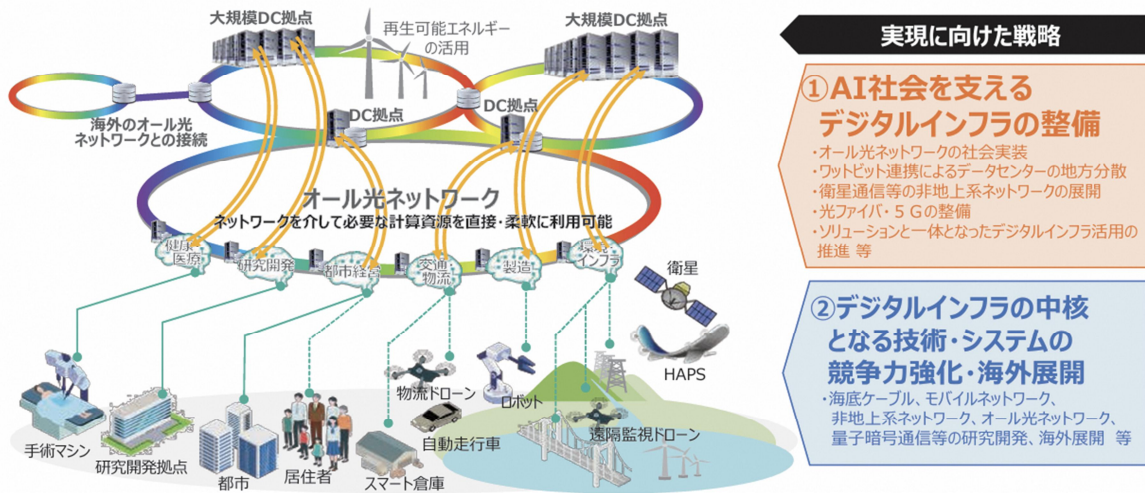 大規模DC拠点
再生可能エネルギー
の活用
大規模DC拠点
海外のオール光
ネットワークとの接続
DC拠点
DC拠点
オール光ネットワーク
ネットワークを介して必要な計算資源を直接・柔軟に利用可能
健康
医療
研究開発
都市経営
交通
物流
製造
環境
インフラ
衛星
HAPS
手術マシン
研究開発拠点
都市
居住者
スマート倉庫
物流ドローン
自動走行車
ロボット
遠隔監視ドローン
実現に向けた戦略
①AI社会を支える
デジタルインフラの整備
・オール光ネットワークの社会実装
・ワットビット連携によるデータセンターの地方分散
・衛星通信等の非地上系ネットワークの展開
・光ファイバ・５Gの整備
・ソリューションと一体となったデジタルインフラ活用の
推進 等
②デジタルインフラの中核
となる技術・システムの
競争力強化・海外展開
・海底ケーブル、モバイルネットワーク、
非地上系ネットワーク、オール光ネットワーク、
量子暗号通信等の研究開発、海外展開 等